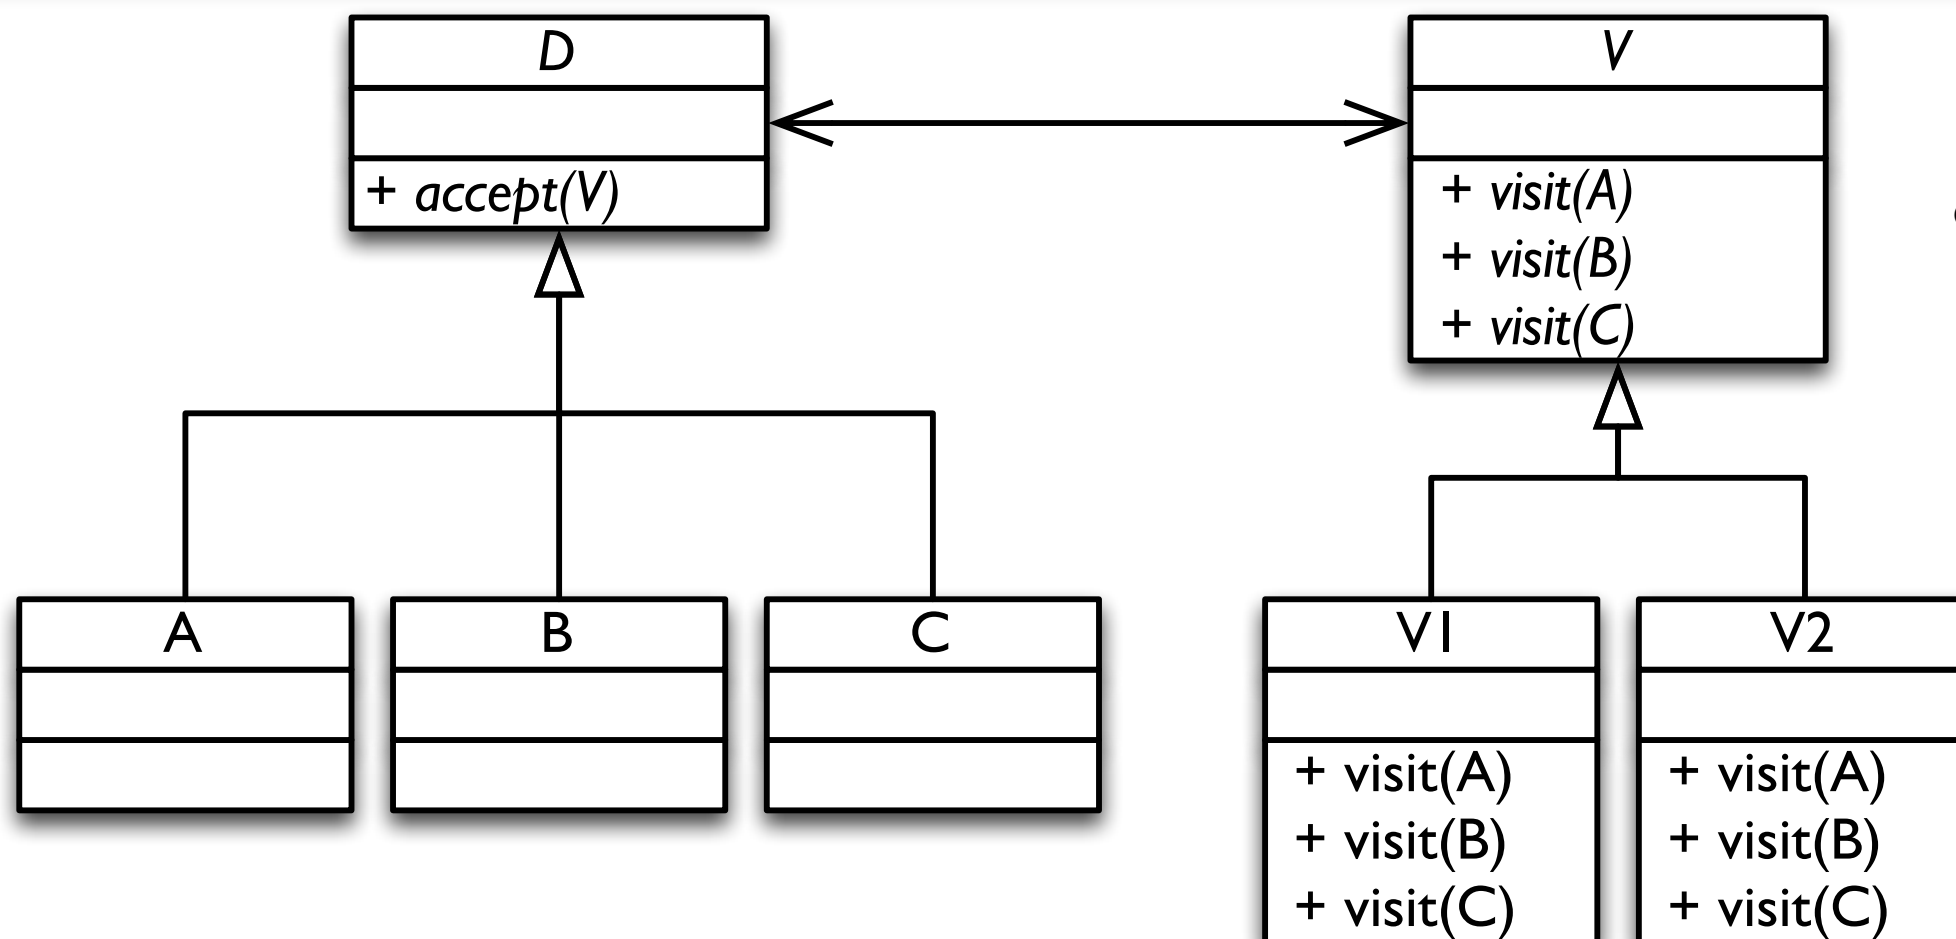 D
+ accept(V)
V
+ visit(A)
+ visit(B)
+ visit(C)
A
B
C
V1
+ visit(A)
+ visit(B)
+ visit(C)
V2
+ visit(A)
+ visit(B)
+ visit(C)